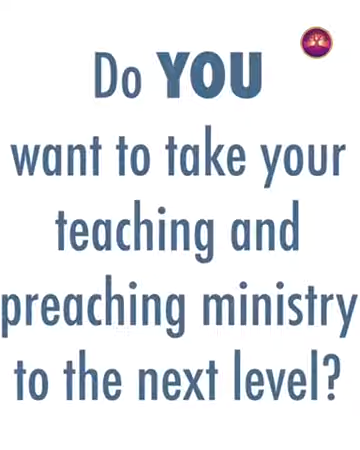 Do YOU
want to take your
teaching and
preaching ministry
to the next level?